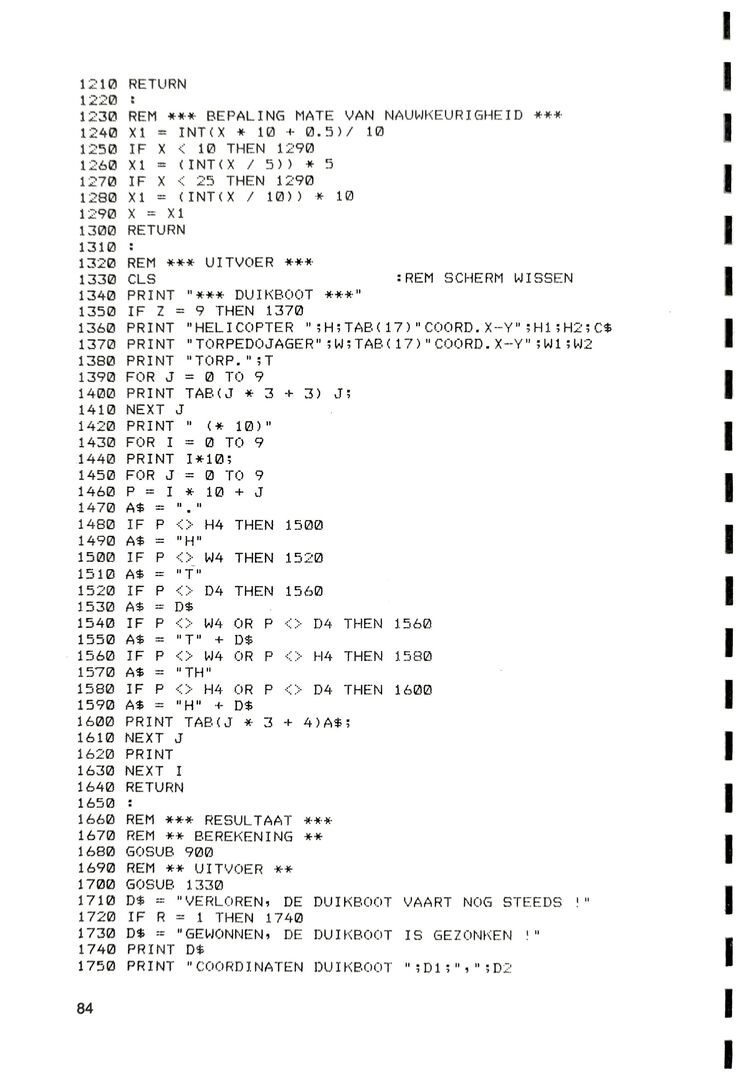 1210 RETURN
1220 :
1230 REM *** BEPALING MATE VAN NAUWKEURIGHEID ***
1240 X1 = INT(X * 10 + 0.5)/ 10
1250 IF X < 10 THEN 1290
1260 X1 = (INT(X / 5)) * 5
1270 IF X < 25 THEN 1290
1280 X1 = (INT(X / 10)) * 10
1290 X = X1
1300 RETURN
1310 :
1320 REM *** UITVOER ***
1330 CLS                              :REM SCHERM WISSEN
1340 PRINT "*** DUIKBOOT ***"
1350 IF Z = 9 THEN 1370
1360 PRINT "HELICOPTER ";H;TAB(17)"COORD.X-Y";H1;H2;C$
1370 PRINT "TORPEDOJAGER";W;TAB(17)"COORD.X-Y";W1;W2
1380 PRINT "TORP.";T
1390 FOR J = 0 TO 9
1400 PRINT TAB(J * 3 + 3) J;
1410 NEXT J
1420 PRINT " (* 10)"
1430 FOR I = 0 TO 9
1440 PRINT I*10;
1450 FOR J = 0 TO 9
1460 P = I * 10 + J
1470 A$ = "."
1480 IF P <> H4 THEN 1500
1490 A$ = "H"
1500 IF P <> W4 THEN 1520
1510 A$ = "T"
1520 IF P <> D4 THEN 1560
1530 A$ = D$
1540 IF P <> W4 OR P <> D4 THEN 1560
1550 A$ = "T" + D$
1560 IF P <> W4 OR P <> H4 THEN 1580
1570 A$ = "TH"
1580 IF P <> H4 OR P <> D4 THEN 1600
1590 A$ = "H" + D$
1600 PRINT TAB(J * 3 + 4)A$;
1610 NEXT J
1620 PRINT
1630 NEXT I
1640 RETURN
1650 :
1660 REM *** RESULTAAT ***
1670 REM ** BEREKENING **
1680 GOSUB 900
1690 REM ** UITVOER **
1700 GOSUB 1330
1710 D$ = "VERLOREN, DE DUIKBOOT VAART NOG STEEDS !"
1720 IF R = 1 THEN 1740
1730 D$ = "GEWONNEN, DE DUIKBOOT IS GEZONKEN !"
1740 PRINT D$
1750 PRINT "COORDINATEN DUIKBOOT ";D1;",";D2
84